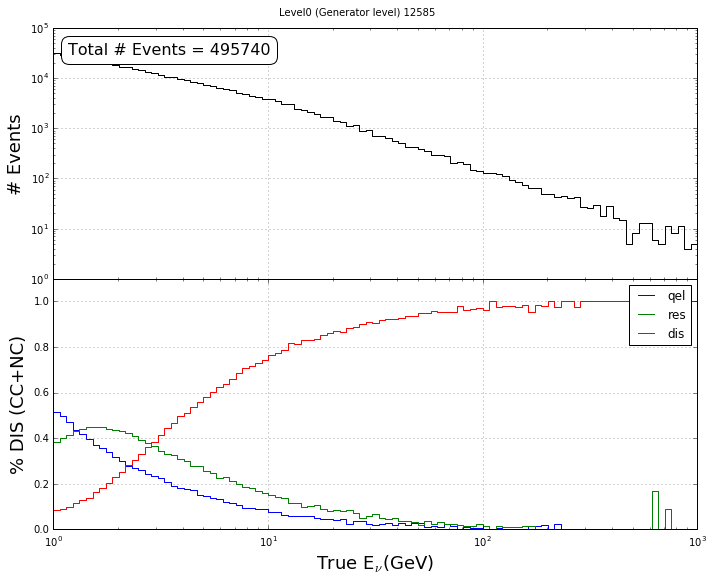 Level0 (Generator level) 12585
10^5
Total # Events = 495740
10^4
10^3
10^2
10^1
10^0
# Events
qel
res
dis
1.0
0.8
0.6
0.4
0.2
0.0
% DIS (CC+NC)
10^0 10^1 10^2 10^3
True E_ν(GeV)